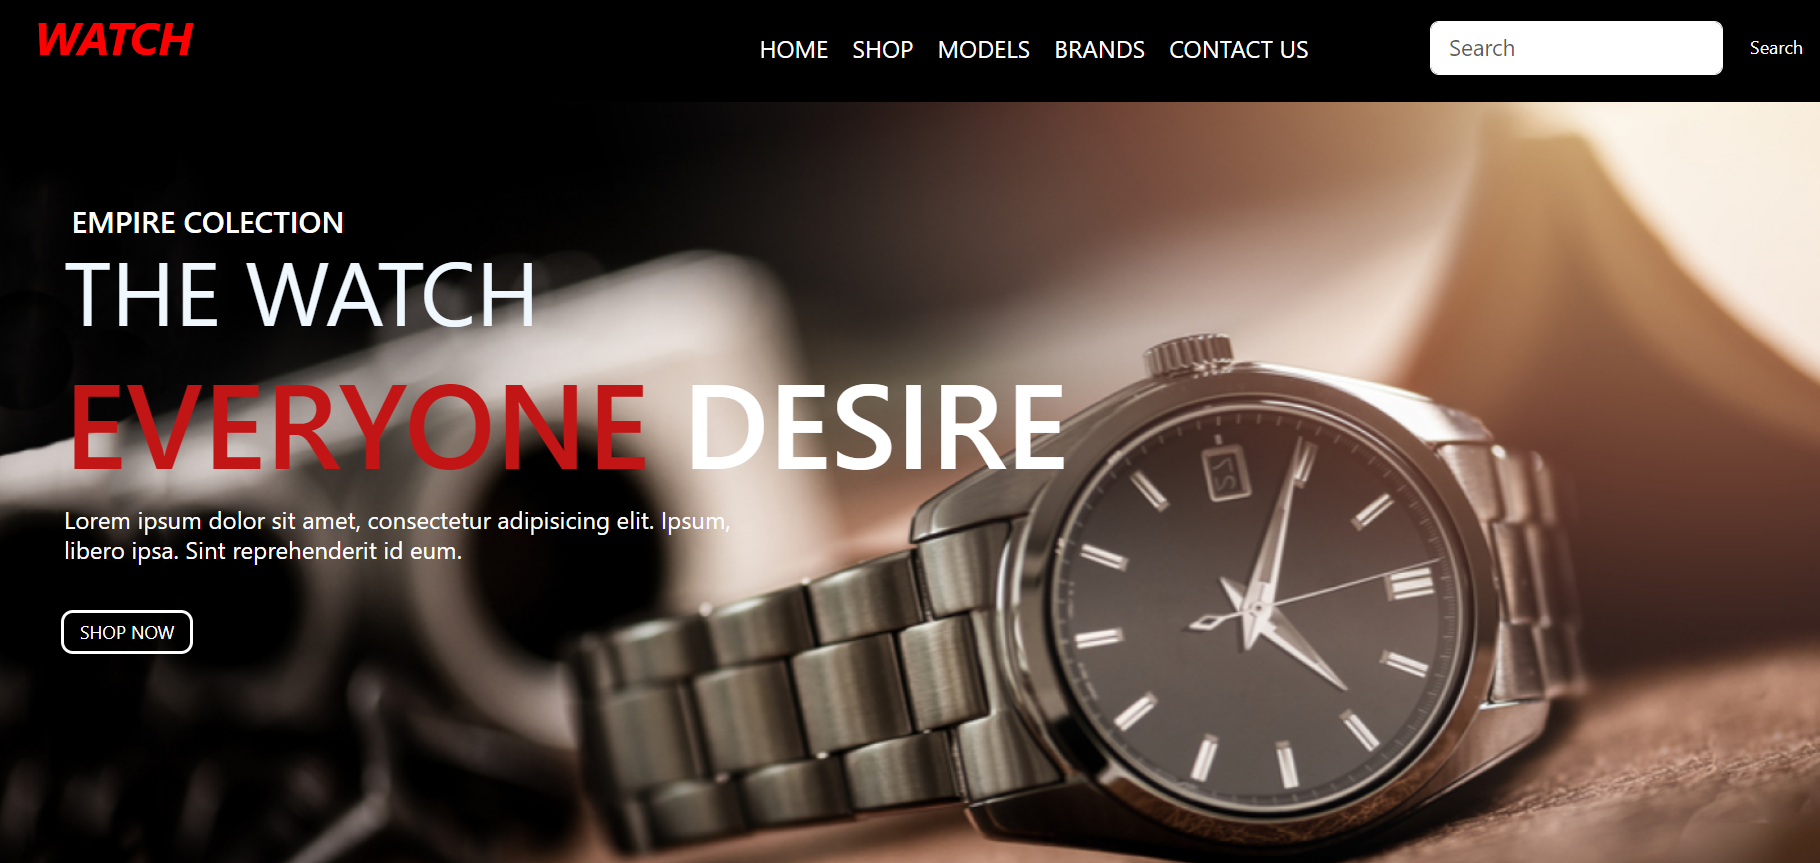 WATCH
HOME SHOP MODELS BRANDS CONTACT US
Search
Search
EMPIRE COLECTION
THE WATCH
EVERYONE DESIRE
Lorem ipsum dolor sit amet, consectetur adipisicing elit. Ipsum,
libero ipsa. Sint reprehenderit id eum.
SHOP NOW